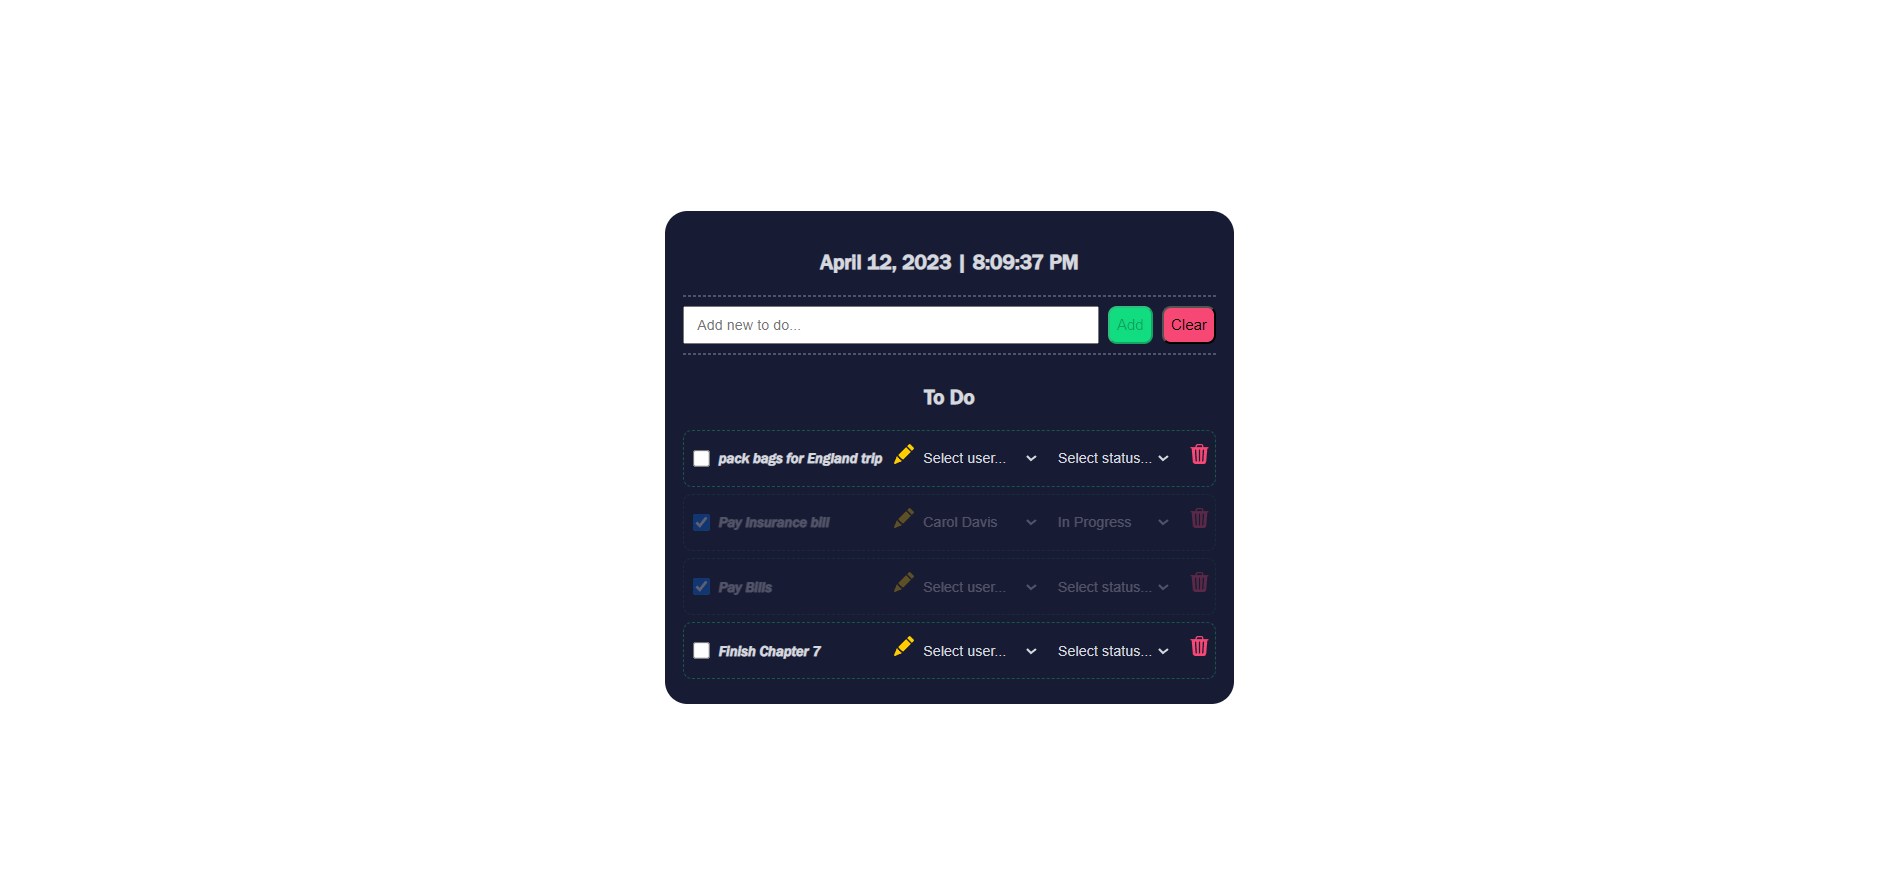 April 12, 2023 | 8:09:37 PM
Add new to do... Add Clear
To Do
pack bags for England trip Select user... Select status...
Pay Insurance bill Carol Davis In Progress
Pay Bills Select user... Select status...
Finish Chapter 7 Select user... Select status...